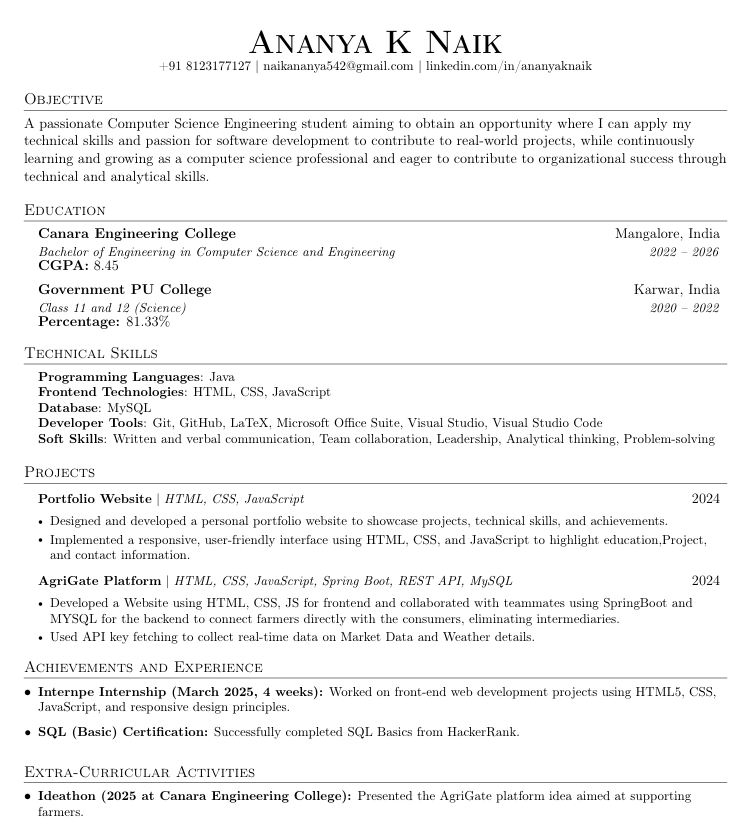 Ananya K Naik
+91 8123177127 | naikananya542@gmail.com | linkedin.com/in/ananyaknaik
Objective
A passionate Computer Science Engineering student aiming to obtain an opportunity where I can apply my
technical skills and passion for software development to contribute to real-world projects, while continuously
learning and growing as a computer science professional and eager to contribute to organizational success through
technical and analytical skills.
Education
Canara Engineering College Mangalore, India
Bachelor of Engineering in Computer Science and Engineering 2022 – 2026
CGPA: 8.45
Government PU College Karwar, India
Class 11 and 12 (Science) 2020 – 2022
Percentage: 81.33%
Technical Skills
Programming Languages: Java
Frontend Technologies: HTML, CSS, JavaScript
Database: MySQL
Developer Tools: Git, GitHub, LaTeX, Microsoft Office Suite, Visual Studio, Visual Studio Code
Soft Skills: Written and verbal communication, Team collaboration, Leadership, Analytical thinking, Problem-solving
Projects
Portfolio Website | HTML, CSS, JavaScript 2024
• Designed and developed a personal portfolio website to showcase projects, technical skills, and achievements.
• Implemented a responsive, user-friendly interface using HTML, CSS, and JavaScript to highlight education,Project,
and contact information.
AgriGate Platform | HTML, CSS, JavaScript, Spring Boot, REST API, MySQL 2024
• Developed a Website using HTML, CSS, JS for frontend and collaborated with teammates using SpringBoot and
MYSQL for the backend to connect farmers directly with the consumers, eliminating intermediaries.
• Used API key fetching to collect real-time data on Market Data and Weather details.
Achievements and Experience
• Internpe Internship (March 2025, 4 weeks): Worked on front-end web development projects using HTML5, CSS,
JavaScript, and responsive design principles.
• SQL (Basic) Certification: Successfully completed SQL Basics from HackerRank.
Extra-Curricular Activities
• Ideathon (2025 at Canara Engineering College): Presented the AgriGate platform idea aimed at supporting
farmers.